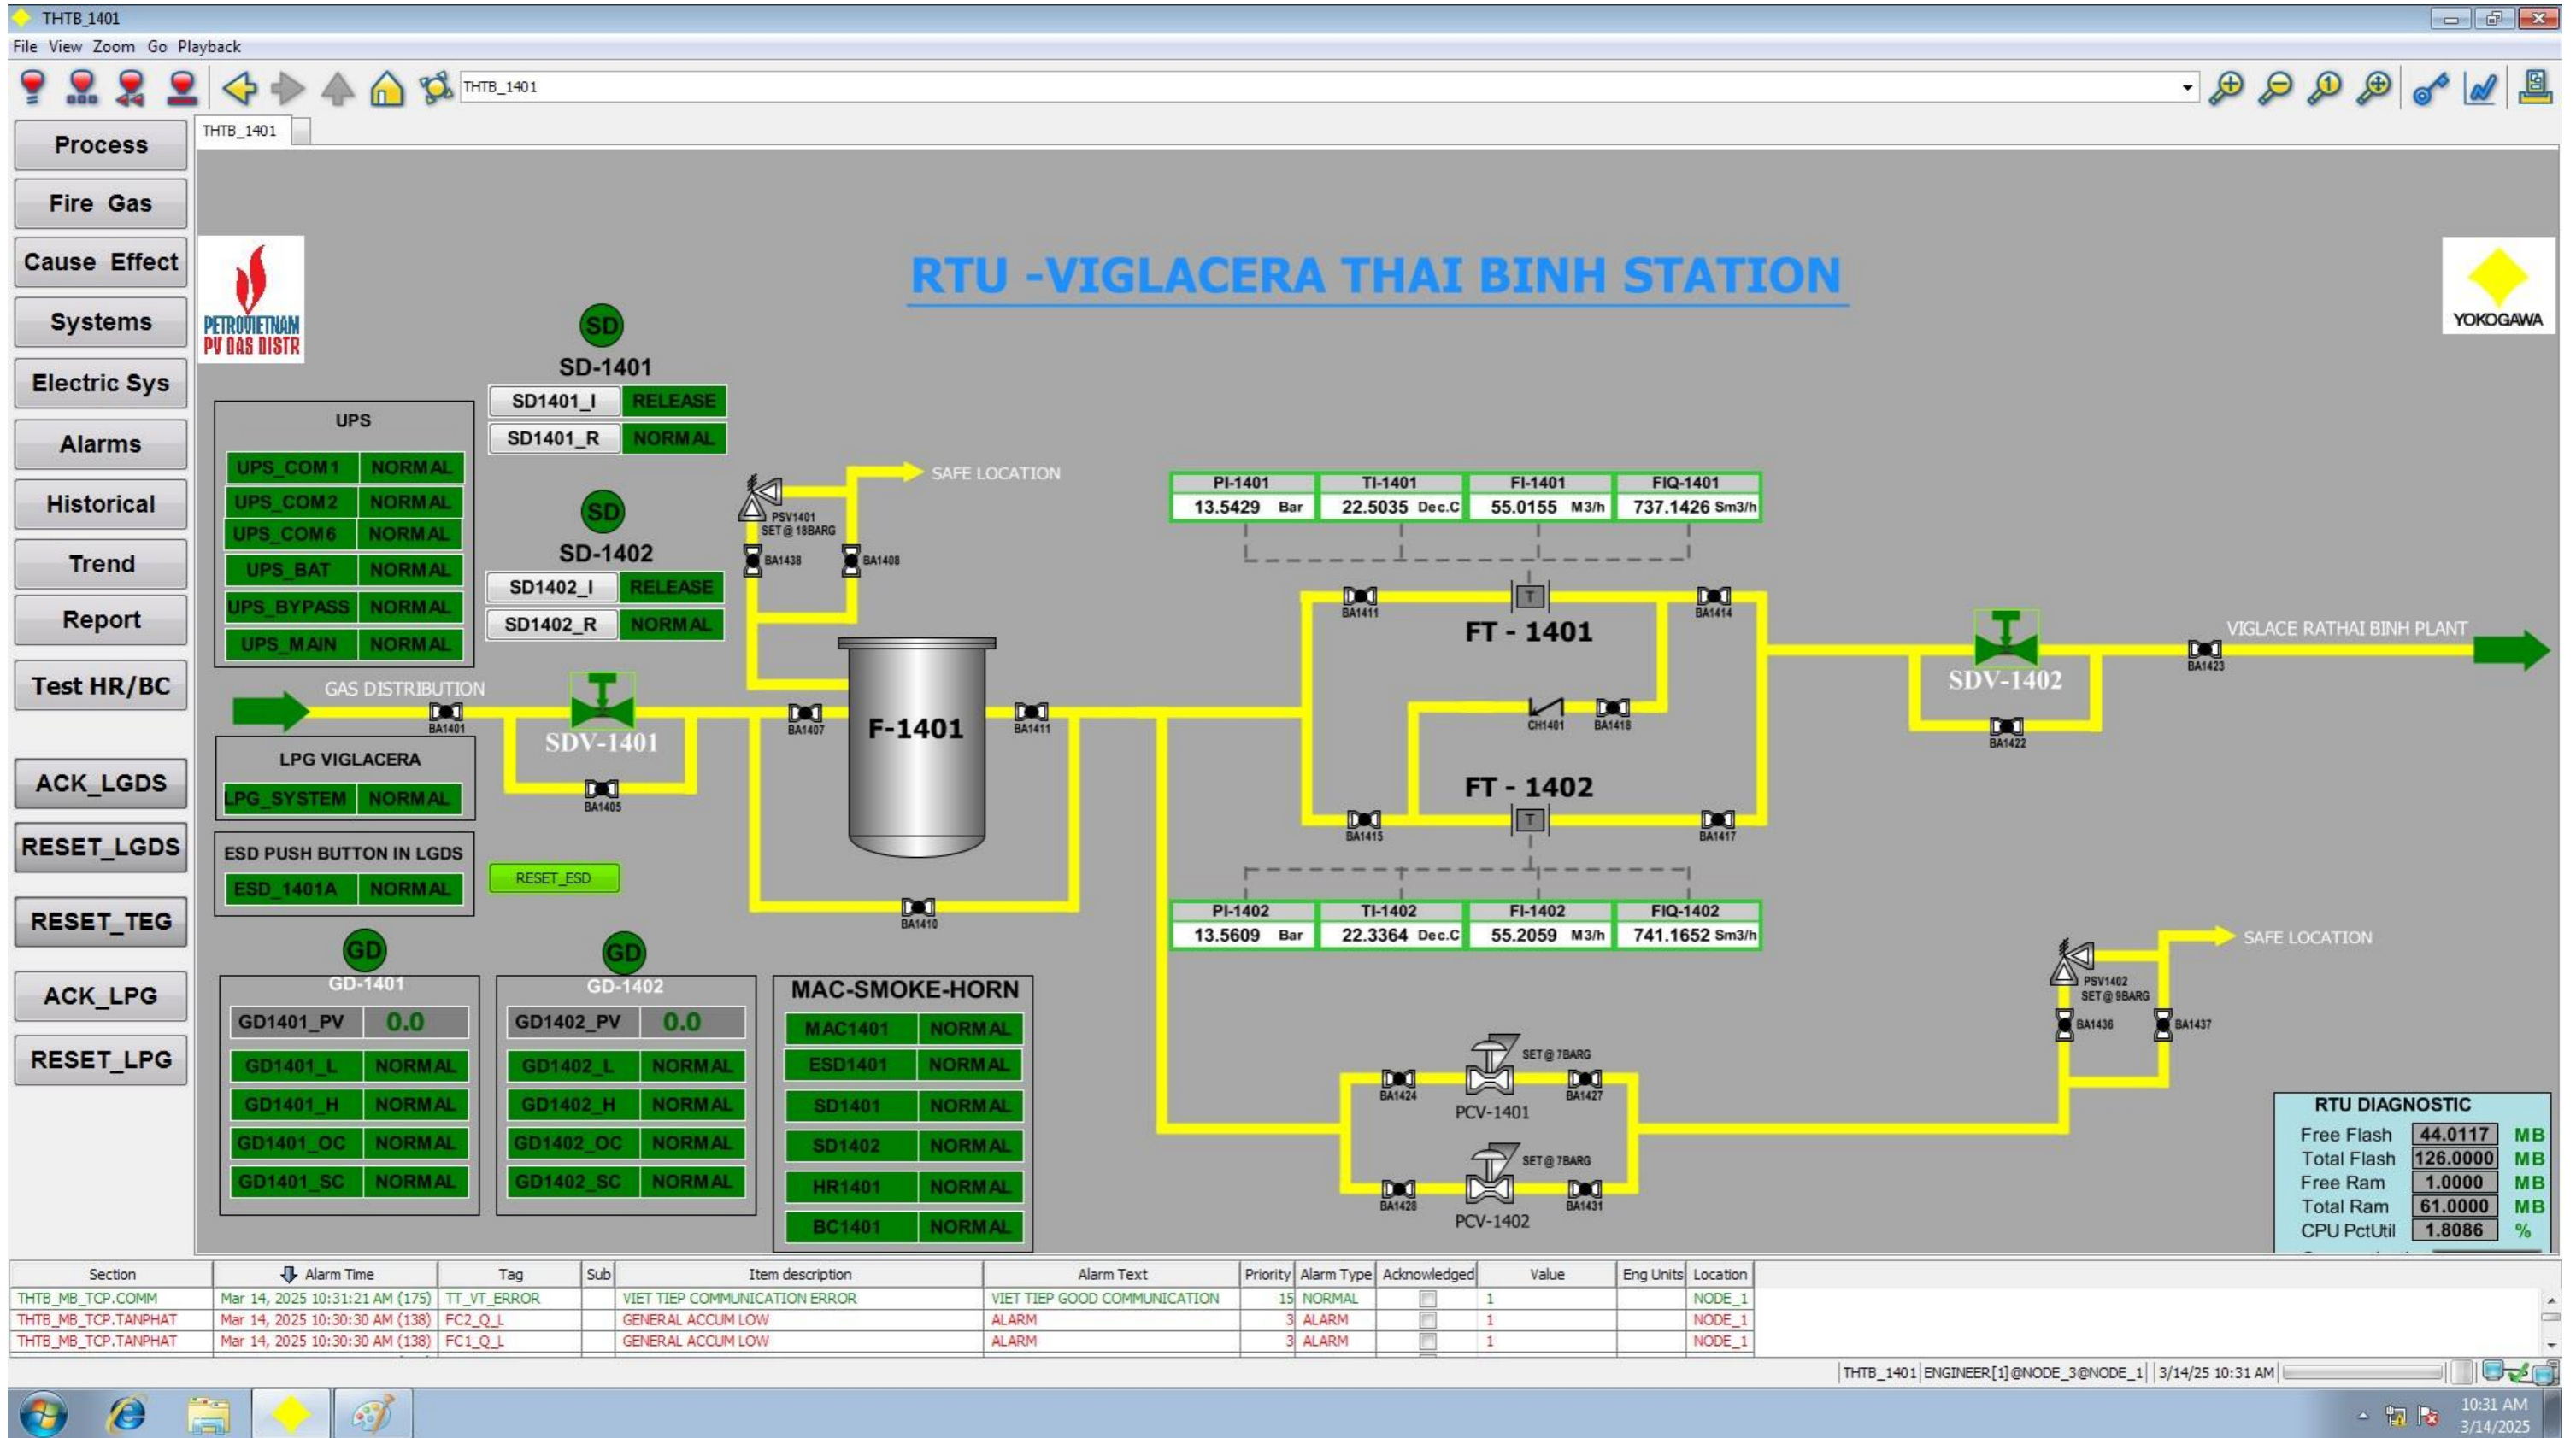 THTB_1401
File View Zoom Go Playback
THTB_1401
THTB_1401
Process
Fire Gas
Cause Effect
Systems
Electric Sys
Alarms
Historical
Trend
Report
Test HR/BC
ACK_LGDS
RESET_LGDS
RESET_TEG
ACK_LPG
RESET_LPG
PETROVIETNAM
PV GAS DISTR
RTU -VIGLACERA THAI BINH STATION
YOKOGAWA
UPS
UPS_COM1 NORMAL
UPS_COM2 NORMAL
UPS_COM6 NORMAL
UPS_BAT NORMAL
UPS_BYPASS NORMAL
UPS_MAIN NORMAL
SD
SD-1401
SD1401_I RELEASE
SD1401_R NORMAL
SD
SD-1402
SD1402_I RELEASE
SD1402_R NORMAL
SAFE LOCATION
PSV1401
SET@18BARG
BA1438
BA1408
GAS DISTRIBUTION
BA1401
SDV-1401
BA1405
BA1407
F-1401
BA1411
BA1410
LPG VIGLACERA
LPG_SYSTEM NORMAL
ESD PUSH BUTTON IN LGDS
ESD_1401A NORMAL
RESET_ESD
PI-1401 TI-1401 FI-1401 FIQ-1401
13.5429 Bar 22.5035 Dec.C 55.0155 M3/h 737.1426 Sm3/h
BA1411
T
BA1414
FT - 1401
CH1401
BA1418
FT - 1402
BA1415
T
BA1417
PI-1402 TI-1402 FI-1402 FIQ-1402
13.5609 Bar 22.3364 Dec.C 55.2059 M3/h 741.1652 Sm3/h
SDV-1402
BA1422
VIGLACE RATHAI BINH PLANT
BA1423
GD
GD-1401
GD1401_PV 0.0
GD1401_L NORMAL
GD1401_H NORMAL
GD1401_OC NORMAL
GD1401_SC NORMAL
GD
GD-1402
GD1402_PV 0.0
GD1402_L NORMAL
GD1402_H NORMAL
GD1402_OC NORMAL
GD1402_SC NORMAL
MAC-SMOKE-HORN
MAC1401 NORMAL
ESD1401 NORMAL
SD1401 NORMAL
SD1402 NORMAL
HR1401 NORMAL
BC1401 NORMAL
SET@7BARG
BA1424
BA1427
PCV-1401
SET@7BARG
BA1428
BA1431
PCV-1402
SAFE LOCATION
PSV1402
SET@9BARG
BA1436
BA1437
RTU DIAGNOSTIC
Free Flash 44.0117 MB
Total Flash 126.0000 MB
Free Ram 1.0000 MB
Total Ram 61.0000 MB
CPU PctUtil 1.8086 %
Section Alarm Time Tag Sub Item description Alarm Text Priority Alarm Type Acknowledged Value Eng Units Location
THTB_MB_TCP.COMM Mar 14, 2025 10:31:21 AM (175) TT_VT_ERROR VIET TIEP COMMUNICATION ERROR VIET TIEP GOOD COMMUNICATION 15 NORMAL 1 NODE_1
THTB_MB_TCP.TANPHAT Mar 14, 2025 10:30:30 AM (138) FC2_Q_L GENERAL ACCUM LOW ALARM 3 ALARM 1 NODE_1
THTB_MB_TCP.TANPHAT Mar 14, 2025 10:30:30 AM (138) FC1_Q_L GENERAL ACCUM LOW ALARM 3 ALARM 1 NODE_1
THTB_1401 ENGINEER[1]@NODE_3@NODE_1 3/14/25 10:31 AM
10:31 AM
3/14/2025